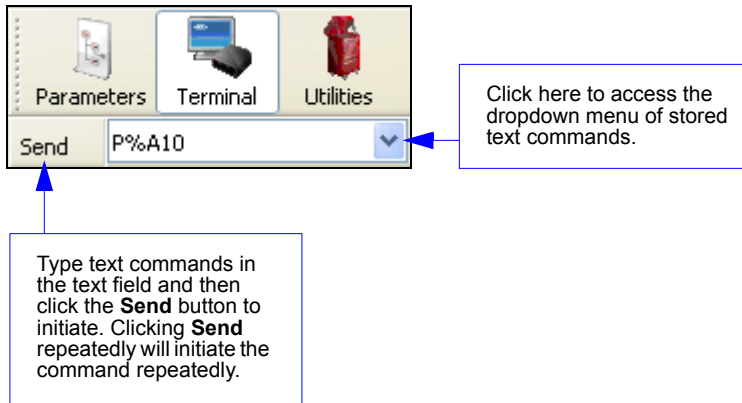 Parameters Terminal Utilities
Send P%A10
Click here to access the
dropdown menu of stored
text commands.
Type text commands in
the text field and then
click the Send button to
initiate. Clicking Send
repeatedly will initiate the
command repeatedly.